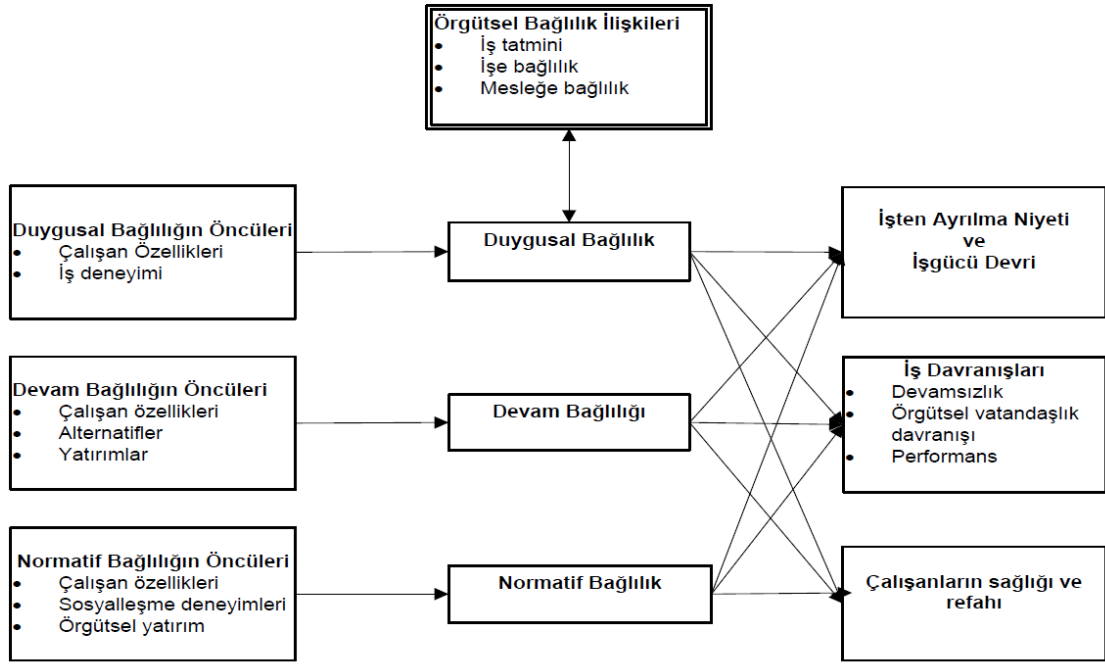 Örgütsel Bağlılık İlişkileri
• İş tatmini
• İşe bağlılık
• Mesleğe bağlılık
Duygusal Bağlılığın Öncüleri
• Çalışan Özellikleri
• İş deneyimi
Duygusal Bağlılık
İşten Ayrılma Niyeti
ve
İşgücü Devri
Devam Bağlılığın Öncüleri
• Çalışan özellikleri
• Alternatifler
• Yatırımlar
Devam Bağlılığı
İş Davranışları
• Devamsızlık
• Örgütsel vatandaşlık
davranışı
• Performans
Normatif Bağlılığın Öncüleri
• Çalışan özellikleri
• Sosyalleşme deneyimleri
• Örgütsel yatırım
Normatif Bağlılık
Çalışanların sağlığı ve
refahı